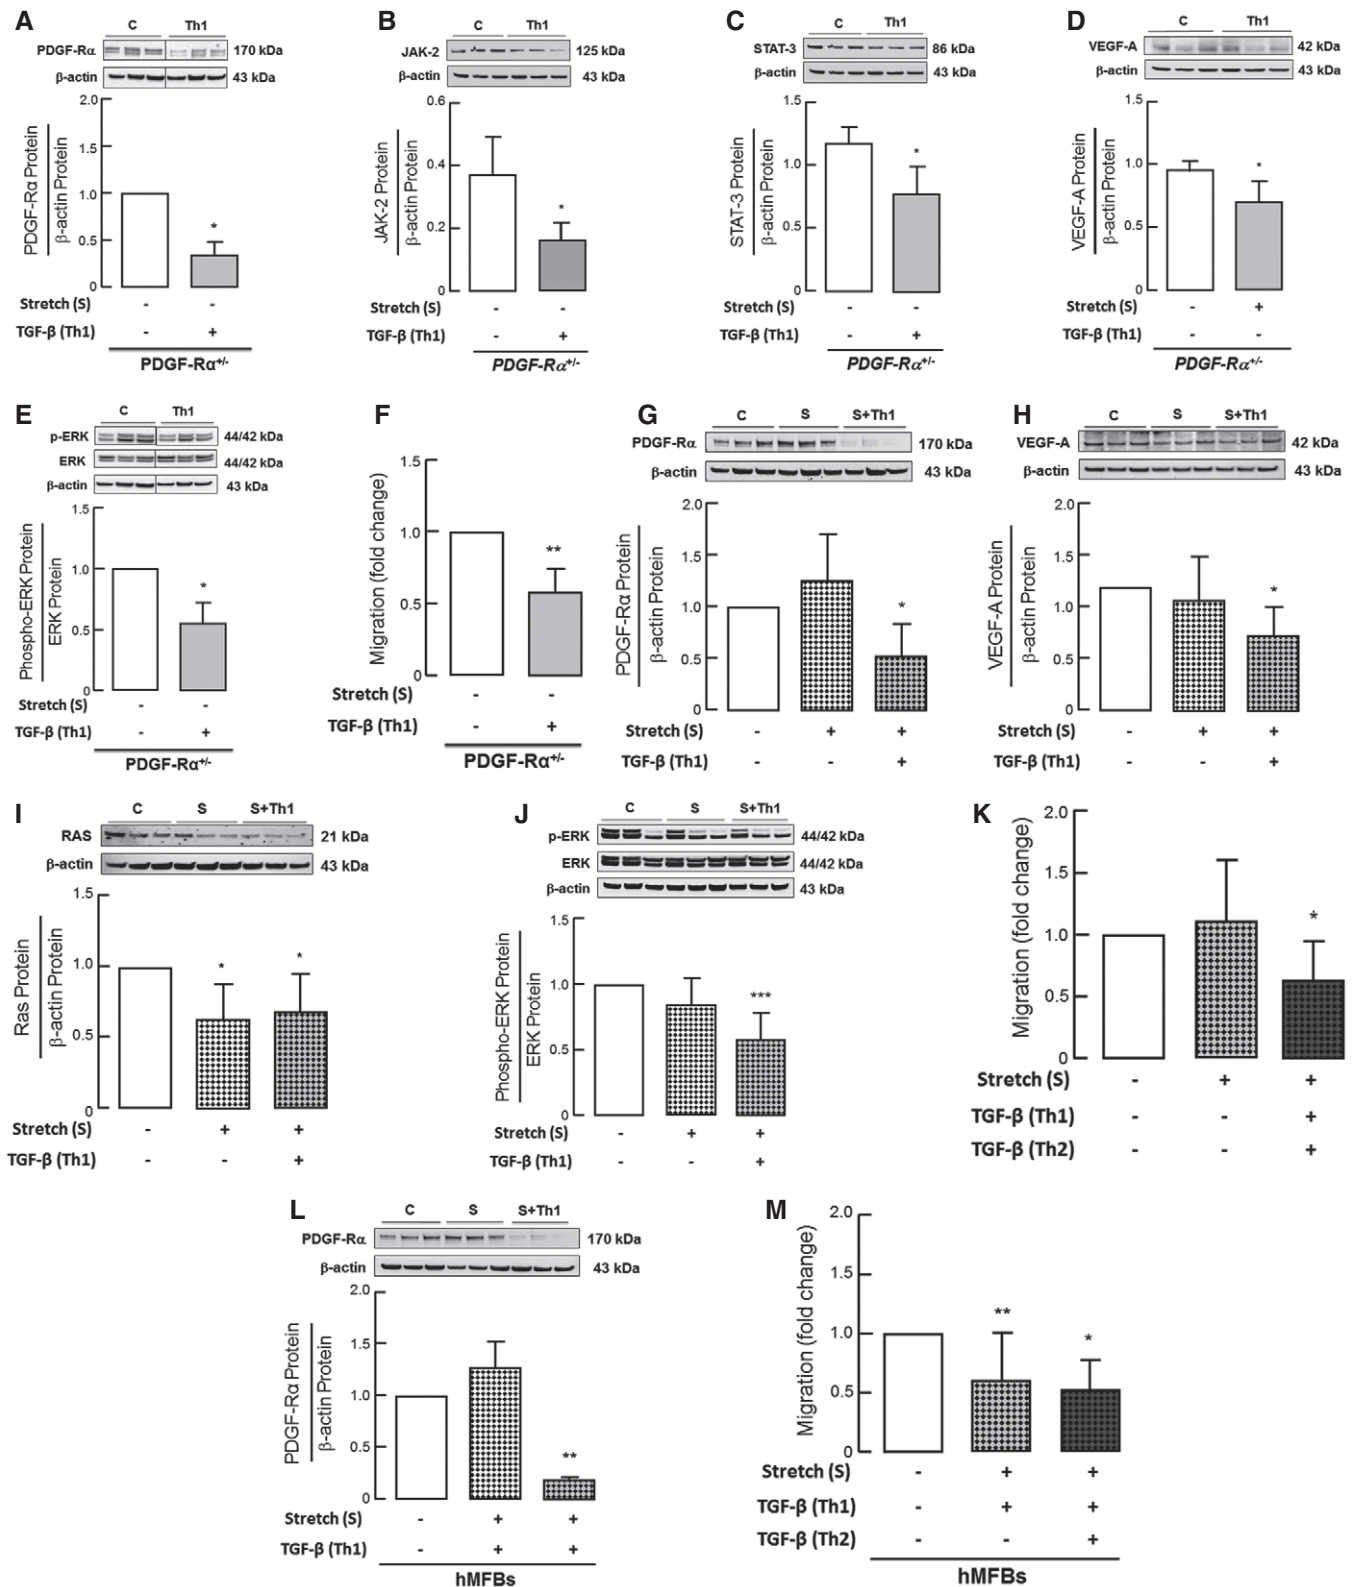 A
C Th1
PDGF-Rα 170 kDa
β-actin 43 kDa
PDGF-Rα Protein
β-actin Protein
2.0
1.5
1.0
0.5
0
*
Stretch (S) - -
TGF-β (Th1) - +
PDGF-Rα+/-
B
C Th1
JAK-2 125 kDa
β-actin 43 kDa
JAK-2 Protein
β-actin Protein
0.6
0.4
0.2
0
*
Stretch (S) - -
TGF-β (Th1) - +
PDGF-Rα+/-
C
C Th1
STAT-3 86 kDa
β-actin 43 kDa
STAT-3 Protein
β-actin Protein
1.5
1.0
0.5
0
*
Stretch (S) - -
TGF-β (Th1) - +
PDGF-Rα+/-
D
C Th1
VEGF-A 42 kDa
β-actin 43 kDa
VEGF-A Protein
β-actin Protein
1.5
1.0
0.5
0
*
Stretch (S) - +
TGF-β (Th1) - -
PDGF-Rα+/-
E
C Th1
p-ERK 44/42 kDa
ERK 44/42 kDa
β-actin 43 kDa
Phospho-ERK Protein
ERK Protein
1.5
1.0
0.5
0
*
Stretch (S) - -
TGF-β (Th1) - +
PDGF-Rα+/-
F
Migration (fold change)
1.5
1.0
0.5
0
**
Stretch (S) - -
TGF-β (Th1) - +
PDGF-Rα+/-
G
C S S+Th1
PDGF-Rα 170 kDa
β-actin 43 kDa
PDGF-Rα Protein
β-actin Protein
2.0
1.5
1.0
0.5
0
*
Stretch (S) - + +
TGF-β (Th1) - - +
H
C S S+Th1
VEGF-A 42 kDa
β-actin 43 kDa
VEGF-A Protein
β-actin Protein
2.0
1.5
1.0
0.5
0
*
Stretch (S) - + +
TGF-β (Th1) - - +
I
C S S+Th1
RAS 21 kDa
β-actin 43 kDa
Ras Protein
β-actin Protein
1.5
1.0
0.5
0
* *
Stretch (S) - + +
TGF-β (Th1) - - +
J
C S S+Th1
p-ERK 44/42 kDa
ERK 44/42 kDa
β-actin 43 kDa
Phospho-ERK Protein
ERK Protein
1.5
1.0
0.5
0
***
Stretch (S) - + +
TGF-β (Th1) - - +
K
Migration (fold change)
2.0
1.5
1.0
0.5
0
*
Stretch (S) - + +
TGF-β (Th1) - - +
TGF-β (Th2) - - +
L
C S S+Th1
PDGF-Rα 170 kDa
β-actin 43 kDa
PDGF-Rα Protein
β-actin Protein
2.0
1.5
1.0
0.5
0
**
Stretch (S) - + +
TGF-β (Th1) - + +
hMFBs
M
Migration (fold change)
2.0
1.5
1.0
0.5
0
** *
Stretch (S) - + +
TGF-β (Th1) - + +
TGF-β (Th2) - - +
hMFBs